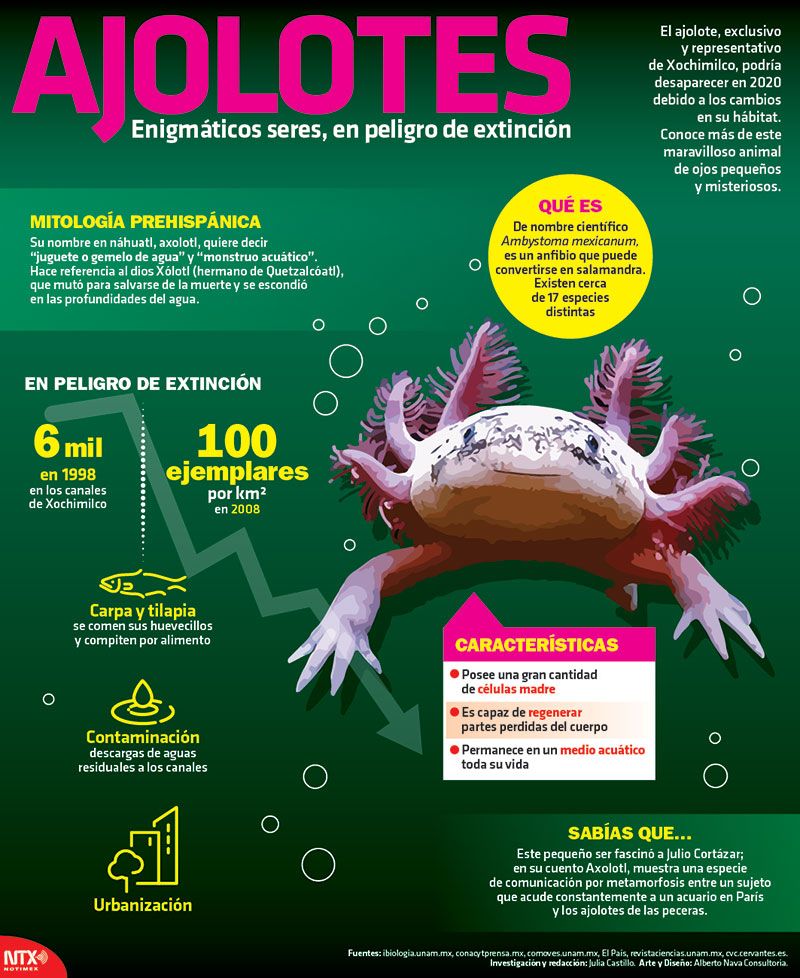 AJOLOTES
Enigmáticos seres, en peligro de extinción
El ajolote, exclusivo
y representativo
de Xochimilco, podría
desaparecer en 2020
debido a los cambios
en su hábitat.
Conoce más de este
maravilloso animal
de ojos pequeños
y misteriosos.
MITOLOGÍA PREHISPÁNICA
Su nombre en náhuatl, axolotl, quiere decir
“juguete o gemelo de agua” y “monstruo acuático”.
Hace referencia al dios Xólotl (hermano de Quetzalcóatl),
que mutó para salvarse de la muerte y se escondió
en las profundidades del agua.
QUÉ ES
De nombre científico
Ambystoma mexicanum,
es un anfibio que puede
convertirse en salamandra.
Existen cerca
de 17 especies
distintas
EN PELIGRO DE EXTINCIÓN
6 mil
en 1998
en los canales
de Xochimilco
100
ejemplares
por km²
en 2008
Carpa y tilapia
se comen sus huevecillos
y compiten por alimento
Contaminación
descargas de aguas
residuales a los canales
Urbanización
CARACTERÍSTICAS
Posee una gran cantidad
de células madre
Es capaz de regenerar
partes perdidas del cuerpo
Permanece en un medio acuático
toda su vida
SABÍAS QUE...
Este pequeño ser fascinó a Julio Cortázar;
en su cuento Axolotl, muestra una especie
de comunicación por metamorfosis entre un sujeto
que acude constantemente a un acuario en París
y los ajolotes de las peceras.
NTX
NOTIMEX
Fuentes: ibiologia.unam.mx, conacytprensa.mx, comoves.unam.mx, El País, revistaciencias.unam.mx, cvc.cervantes.es.
Investigación y redacción: Julia Castillo. Arte y Diseño: Alberto Nava Consultoría.